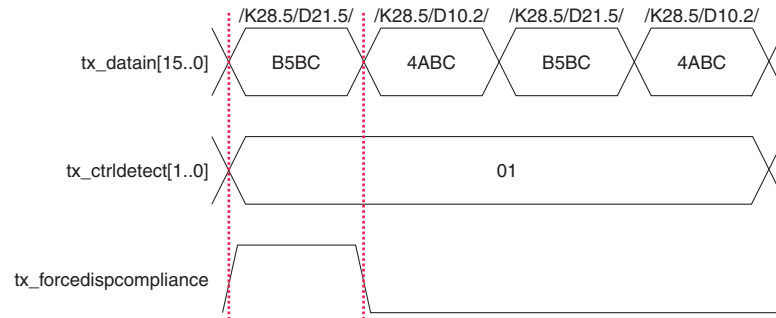 /K28.5/D21.5/ /K28.5/D10.2/ /K28.5/D21.5/ /K28.5/D10.2/
tx_datain[15..0] B5BC 4ABC B5BC 4ABC
tx_ctrldetect[1..0] 01
tx_forcedispcompliance